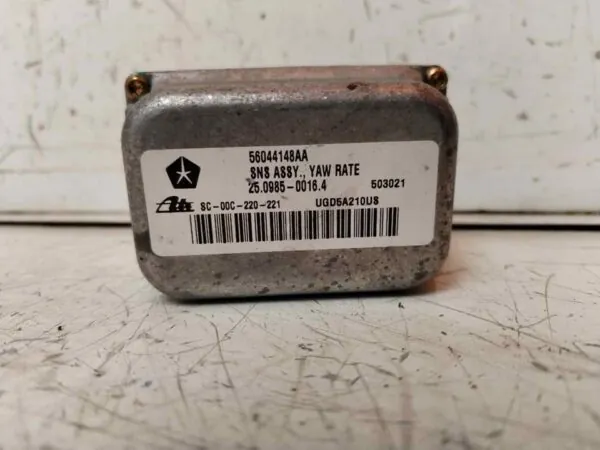 56044148AA
SNS ASSY., YAW RATE
25.0985-0016.4 503021
Ate SC-00C-220-221 UGD5A210US